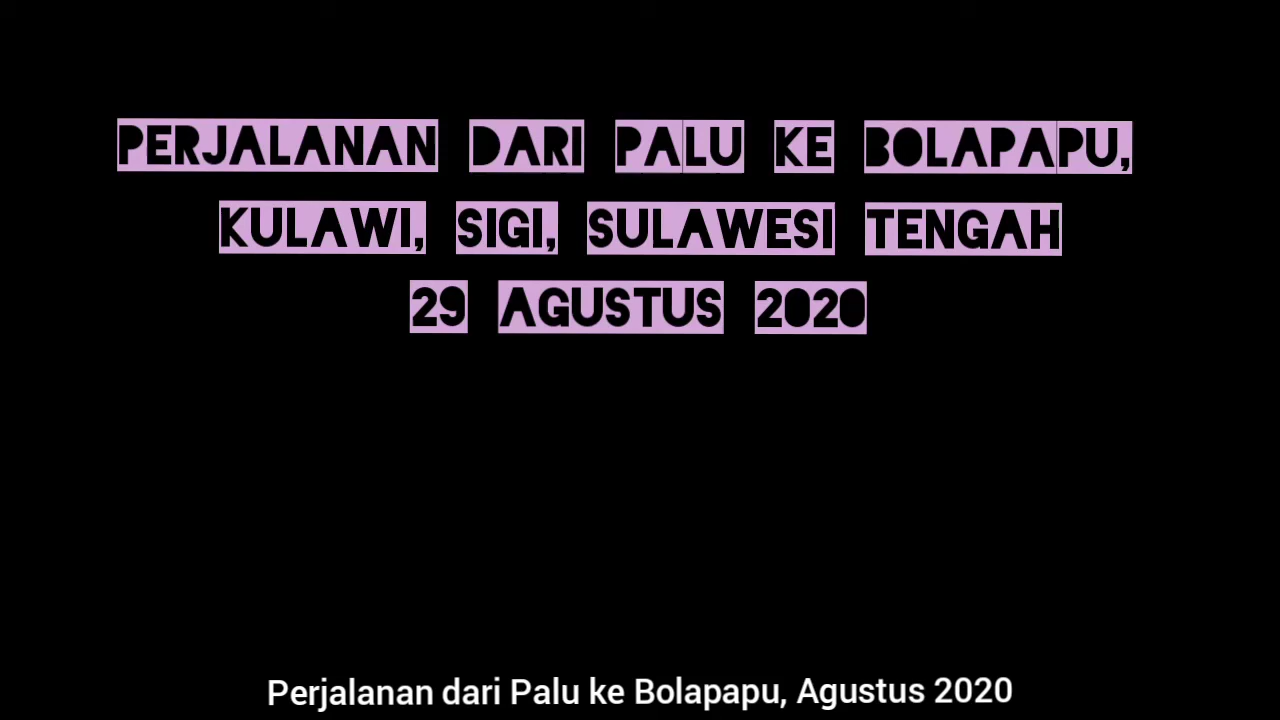 PERJALANAN DARI PALU KE BOLAPAPU,
KULAWI, SIGI, SULAWESI TENGAH
29 AGUSTUS 2020
Perjalanan dari Palu ke Bolapapu, Agustus 2020